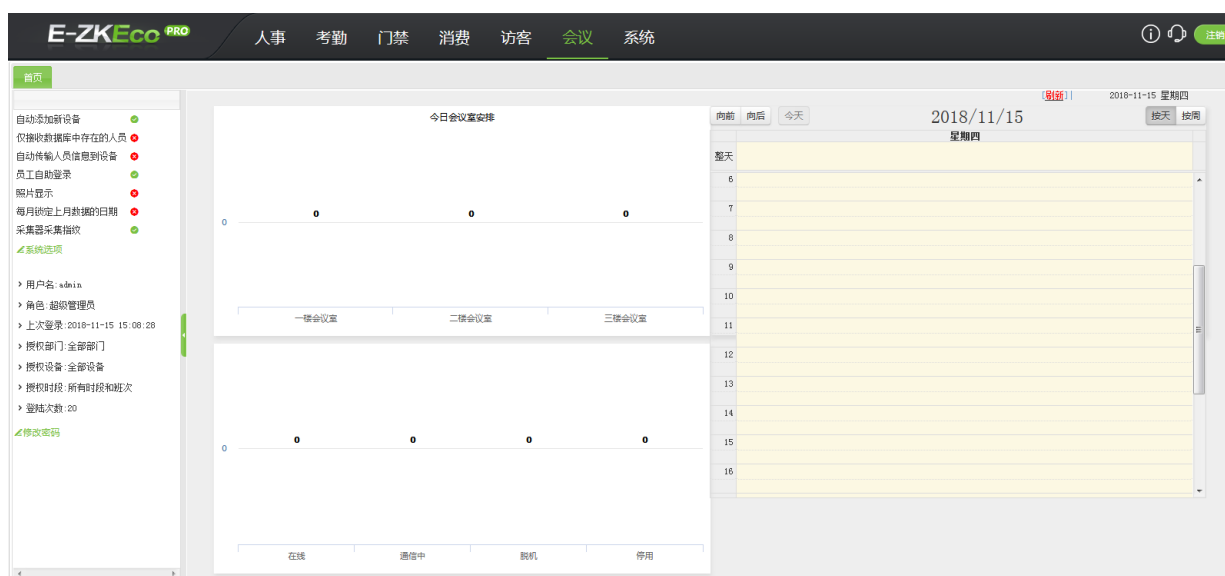 E-ZKEco PRO
人事 考勤 门禁 消费 访客 会议 系统
注销
首页
[刷新]| 2018-11-15 星期四
自动添加新设备
仅接收数据库中存在的人员
自动传输人员信息到设备
员工自助登录
照片显示
每月锁定上月数据的日期
采集器采集指纹
系统选项
用户名:admin
角色:超级管理员
上次登录:2018-11-15 15:08:28
授权部门:全部部门
授权设备:全部设备
授权时段:所有时段和班次
登陆次数:20
修改密码
今日会议室安排
0 0 0
0
一楼会议室 二楼会议室 三楼会议室
0 0 0 0
0
在线 通信中 脱机 停用
向前 向后 今天 2018/11/15 按天 按周
星期四
整天
6
7
8
9
10
11
12
13
14
15
16